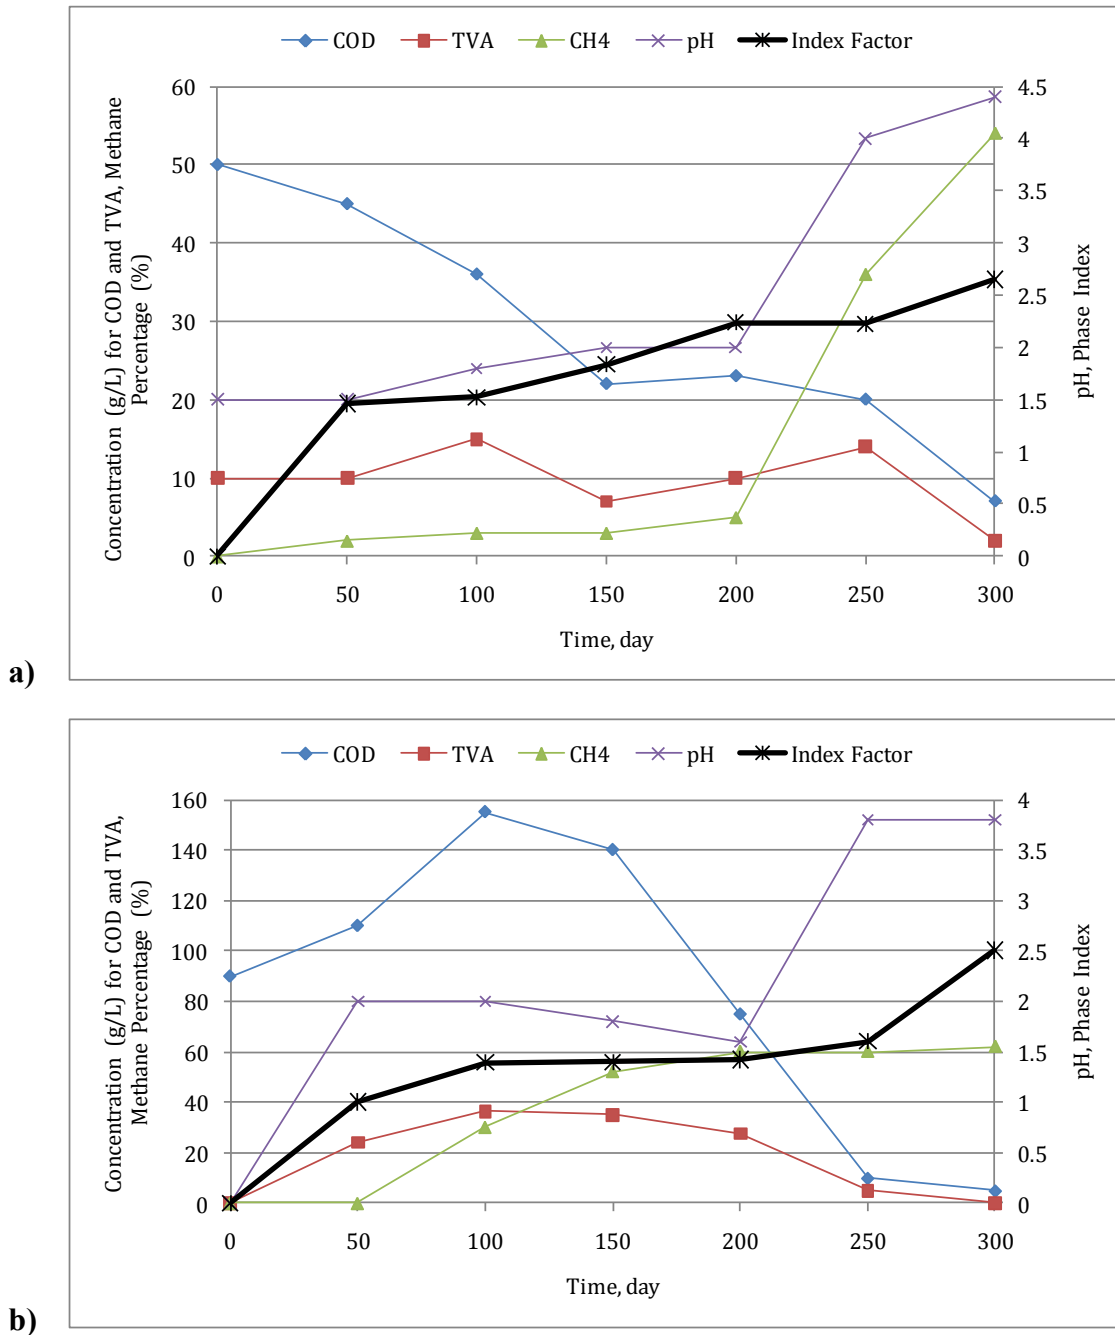 COD TVA CH4 pH Index Factor
60
50
40
30
20
10
0
4.5
4
3.5
3
2.5
2
1.5
1
0.5
0
Concentration (g/L) for COD and TVA, Methane
Percentage (%)
pH, Phase Index
0 50 100 150 200 250 300
Time, day
a)
COD TVA CH4 pH Index Factor
160
140
120
100
80
60
40
20
0
4
3.5
3
2.5
2
1.5
1
0.5
0
Concentration (g/L) for COD and TVA,
Methane Percentage (%)
pH, Phase Index
0 50 100 150 200 250 300
Time, day
b)